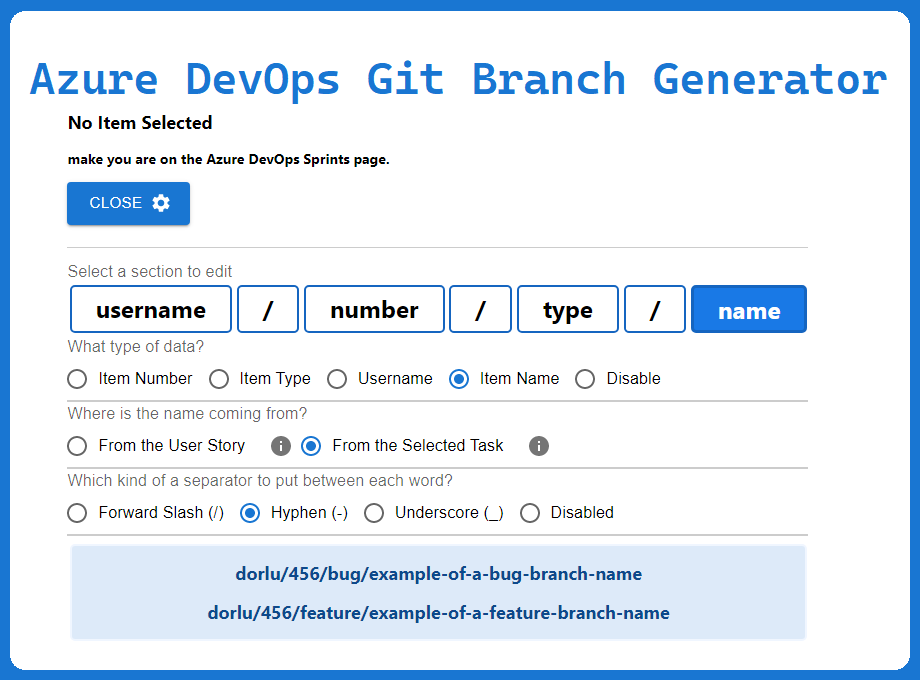 Azure DevOps Git Branch Generator
No Item Selected
make you are on the Azure DevOps Sprints page.
CLOSE
Select a section to edit
username / number / type / name
What type of data?
Item Number Item Type Username Item Name Disable
Where is the name coming from?
From the User Story i From the Selected Task i
Which kind of a separator to put between each word?
Forward Slash (/) Hyphen (-) Underscore (_) Disabled
dorlu/456/bug/example-of-a-bug-branch-name
dorlu/456/feature/example-of-a-feature-branch-name